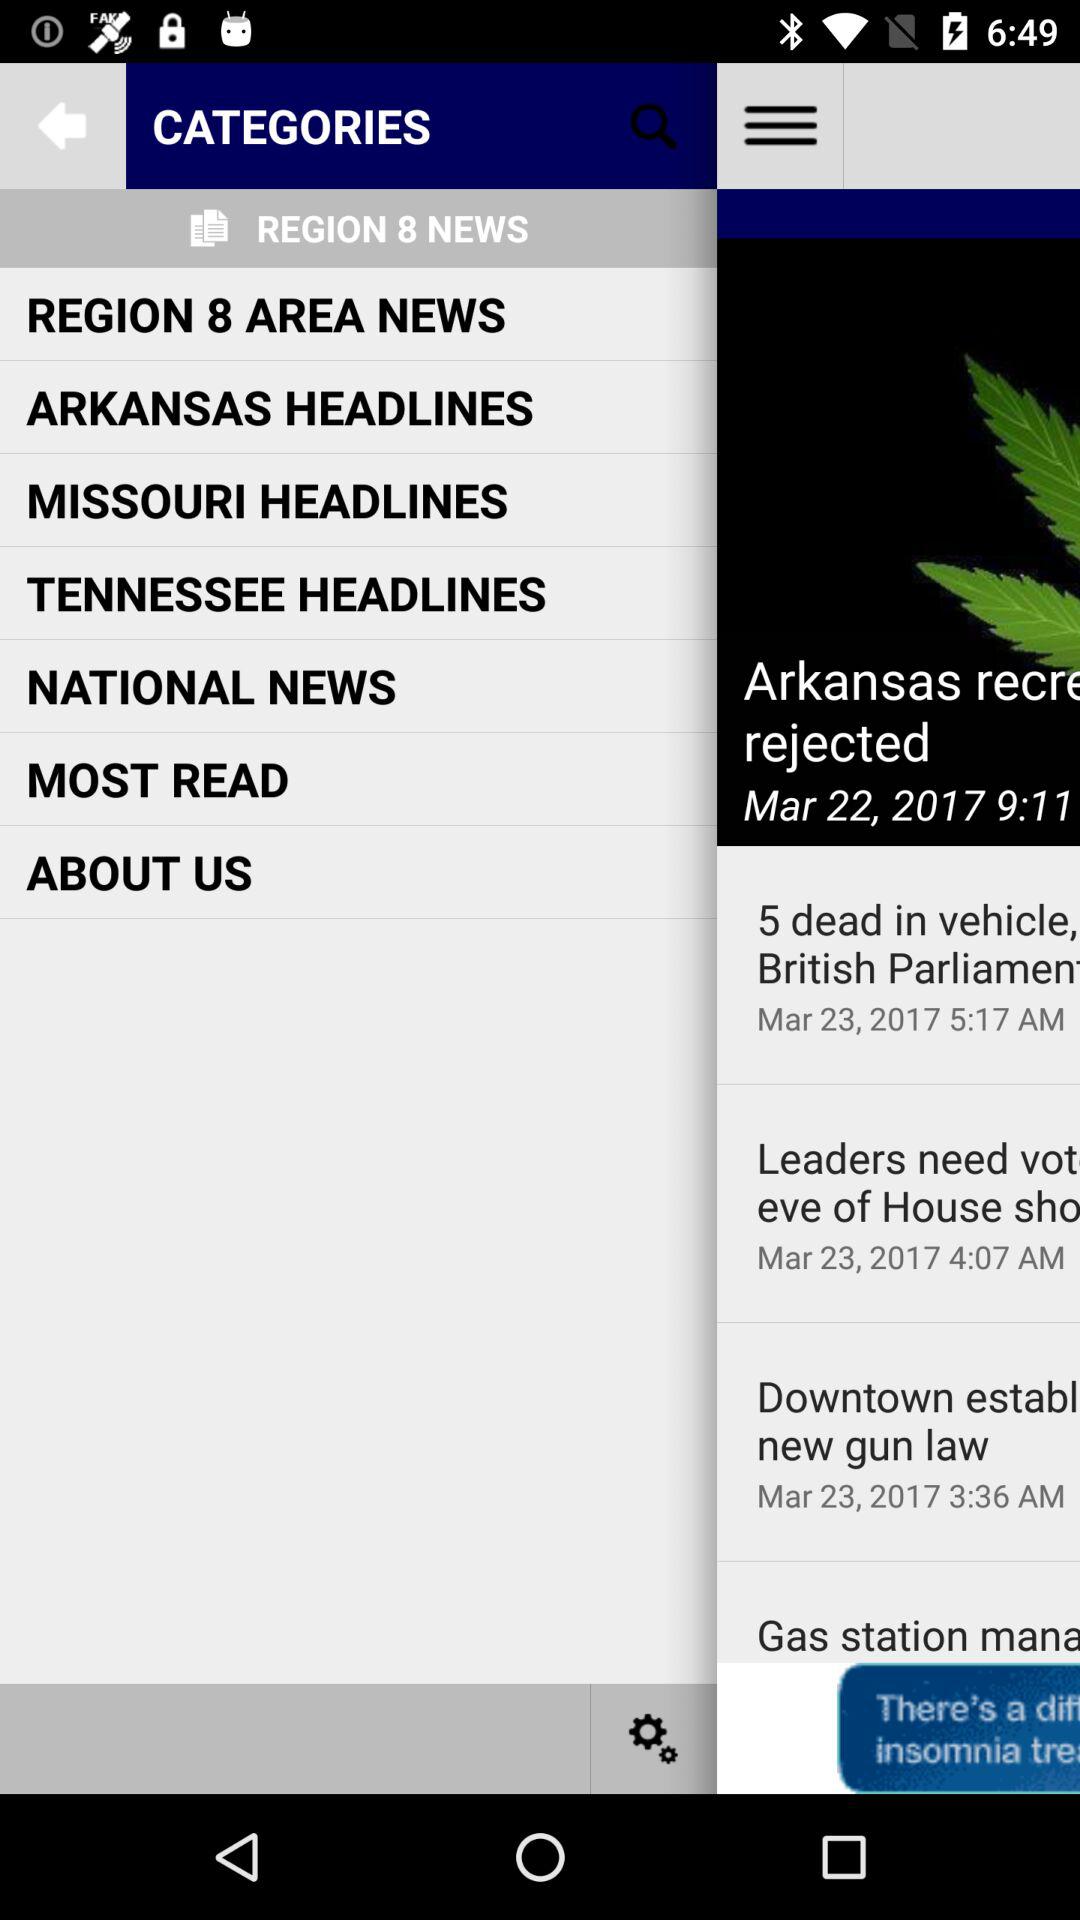 FAKE
6:49
CATEGORIES
REGION 8 NEWS
REGION 8 AREA NEWS
ARKANSAS HEADLINES
MISSOURI HEADLINES
TENNESSEE HEADLINES
NATIONAL NEWS
MOST READ
ABOUT US
Arkansas recre
rejected
Mar 22, 2017 9:11
5 dead in vehicle,
British Parliament
Mar 23, 2017 5:17 AM
Leaders need vot
eve of House sho
Mar 23, 2017 4:07 AM
Downtown establ
new gun law
Mar 23, 2017 3:36 AM
Gas station mana
There's a diff
insomnia trea